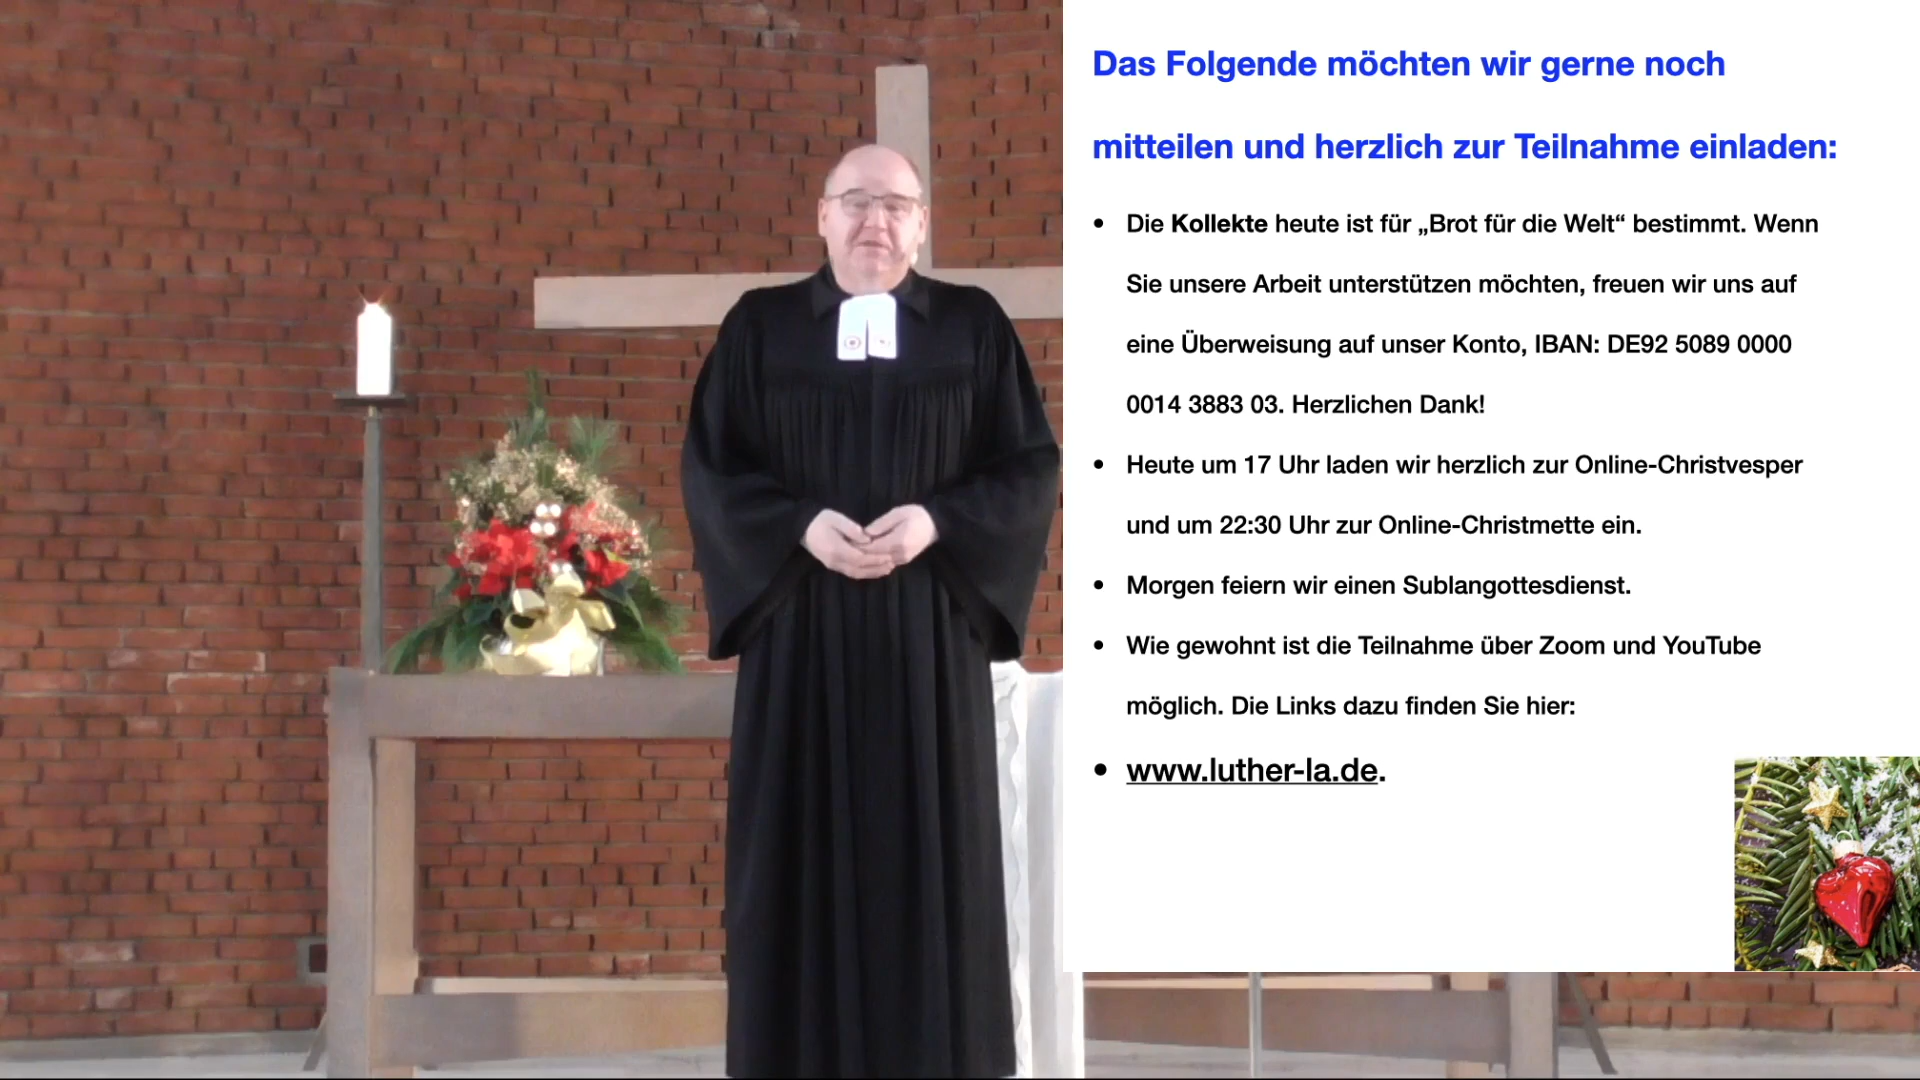 Das Folgende möchten wir gerne noch
mitteilen und herzlich zur Teilnahme einladen:
• Die Kollekte heute ist für „Brot für die Welt“ bestimmt. Wenn
Sie unsere Arbeit unterstützen möchten, freuen wir uns auf
eine Überweisung auf unser Konto, IBAN: DE92 5089 0000
0014 3883 03. Herzlichen Dank!
• Heute um 17 Uhr laden wir herzlich zur Online-Christvesper
und um 22:30 Uhr zur Online-Christmette ein.
• Morgen feiern wir einen Sublangottesdienst.
• Wie gewohnt ist die Teilnahme über Zoom und YouTube
möglich. Die Links dazu finden Sie hier:
• www.luther-la.de.